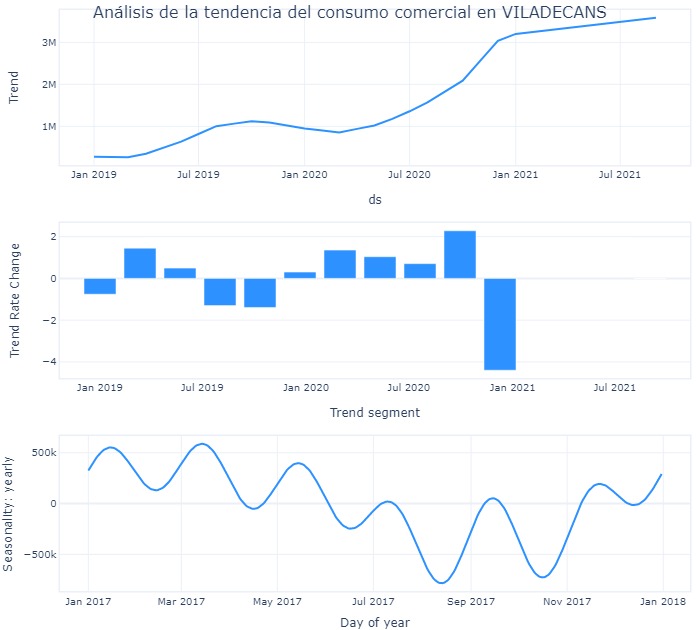 Análisis de la tendencia del consumo comercial en VILADECANS
3M
2M
1M
Trend
Jan 2019 Jul 2019 Jan 2020 Jul 2020 Jan 2021 Jul 2021
ds
2
0
−2
−4
Trend Rate Change
Jan 2019 Jul 2019 Jan 2020 Jul 2020 Jan 2021 Jul 2021
Trend segment
500k
0
−500k
Seasonality: yearly
Jan 2017 Mar 2017 May 2017 Jul 2017 Sep 2017 Nov 2017 Jan 2018
Day of year